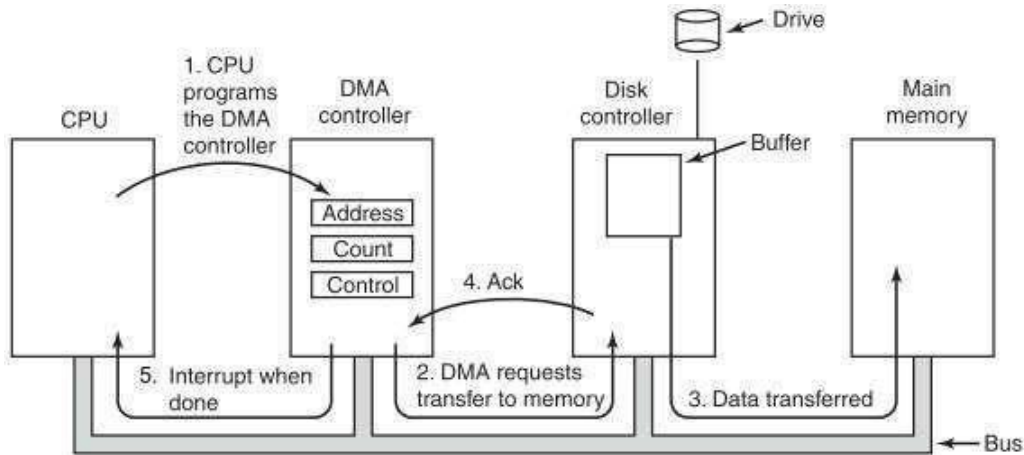 Drive
1. CPU
programs
the DMA
controller
CPU
DMA
controller
Disk
controller
Main
memory
Buffer
Address
Count
Control
4. Ack
5. Interrupt when
done
2. DMA requests
transfer to memory
3. Data transferred
Bus